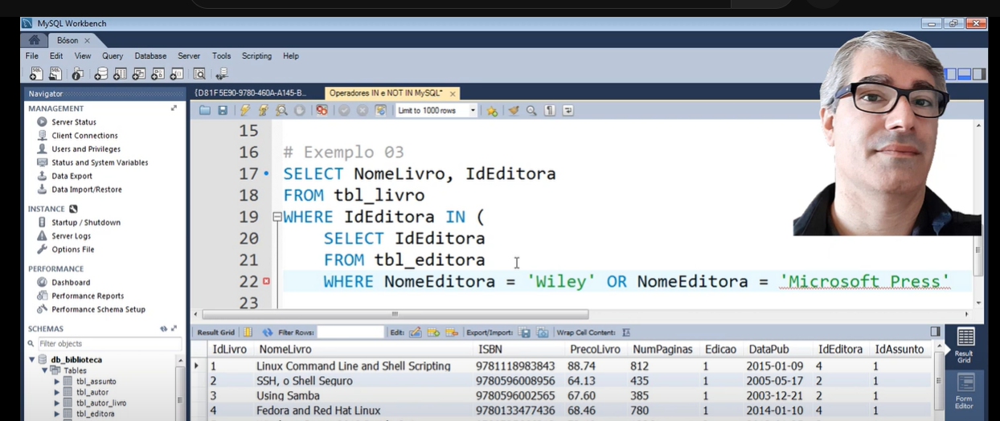 MySQL Workbench
Bóson
File Edit View Query Database Server Tools Scripting Help
Navigator
{D81F5E90-9780-460A-A145-B... Operadores IN e NOT IN MySQL*
MANAGEMENT
Limit to 1000 rows
Server Status
Client Connections
Users and Privileges
Status and System Variables
Data Export
Data Import/Restore
INSTANCE
Startup / Shutdown
Server Logs
Options File
PERFORMANCE
Dashboard
Performance Reports
Performance Schema Setup
SCHEMAS
Filter objects
db_biblioteca
Tables
tbl_assunto
tbl_autor
tbl_autor_livro
tbl_editora
15
16 # Exemplo 03
17 SELECT NomeLivro, IdEditora
18 FROM tbl_livro
19 WHERE IdEditora IN (
20 SELECT IdEditora
21 FROM tbl_editora
22 WHERE NomeEditora = 'Wiley' OR NomeEditora = 'Microsoft Press'
23
Result Grid Filter Rows: Edit: Export/Import: Wrap Cell Content:
IdLivro NomeLivro ISBN PrecoLivro NumPaginas Edicao DataPub IdEditora IdAssunto
1 Linux Command Line and Shell Scripting 9781118983843 88.74 812 1 2015-01-09 4 1
2 SSH, o Shell Seguro 9780596008956 64.13 435 1 2005-05-17 2 1
3 Using Samba 9780596002565 67.60 385 1 2003-12-21 2 1
4 Fedora and Red Hat Linux 9780133477436 68.46 780 1 2014-01-10 4 1
Result
Grid
Form
Editor